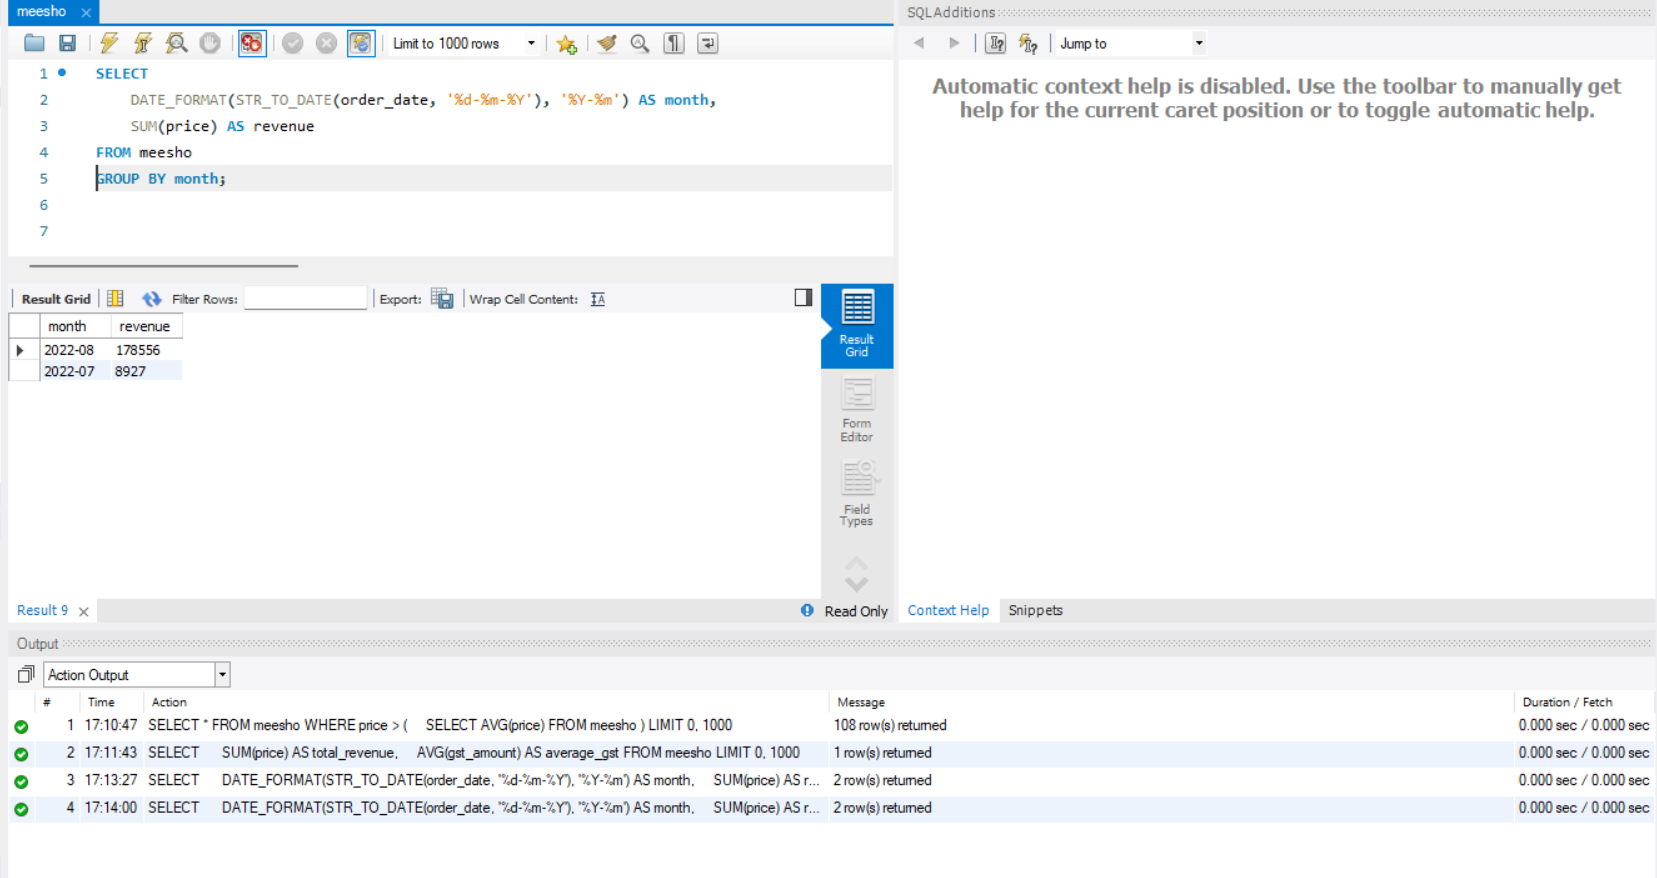 meesho
SQLAdditions
Limit to 1000 rows
Jump to
1 SELECT
2 DATE_FORMAT(STR_TO_DATE(order_date, '%d-%m-%Y'), '%Y-%m') AS month,
3 SUM(price) AS revenue
4 FROM meesho
5 GROUP BY month;
6
7
Automatic context help is disabled. Use the toolbar to manually get
help for the current caret position or to toggle automatic help.
Result Grid Filter Rows: Export: Wrap Cell Content: IA
month revenue
2022-08 178556
2022-07 8927
Result
Grid
Form
Editor
Field
Types
Result 9 Read Only
Context Help Snippets
Output
Action Output
# Time Action Message Duration / Fetch
1 17:10:47 SELECT * FROM meesho WHERE price > ( SELECT AVG(price) FROM meesho ) LIMIT 0, 1000 108 row(s) returned 0.000 sec / 0.000 sec
2 17:11:43 SELECT SUM(price) AS total_revenue, AVG(gst_amount) AS average_gst FROM meesho LIMIT 0, 1000 1 row(s) returned 0.000 sec / 0.000 sec
3 17:13:27 SELECT DATE_FORMAT(STR_TO_DATE(order_date, '%d-%m-%Y'), '%Y-%m') AS month, SUM(price) AS r... 2 row(s) returned 0.000 sec / 0.000 sec
4 17:14:00 SELECT DATE_FORMAT(STR_TO_DATE(order_date, '%d-%m-%Y'), '%Y-%m') AS month, SUM(price) AS r... 2 row(s) returned 0.000 sec / 0.000 sec